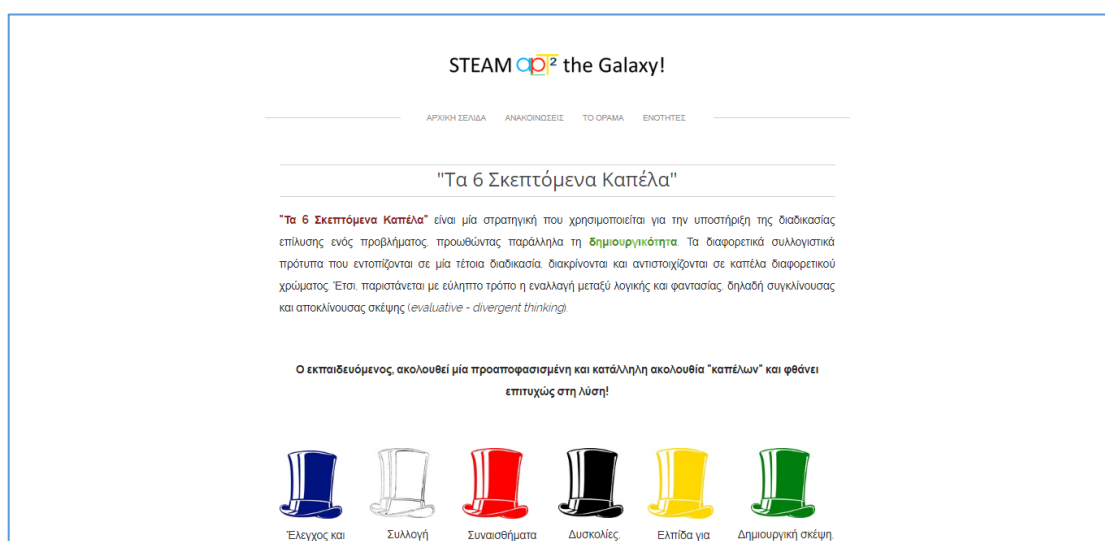 STEAM apT² the Galaxy!
ΑΡΧΙΚΗ ΣΕΛΙΔΑ ΑΝΑΚΟΙΝΩΣΕΙΣ ΤΟ ΟΡΑΜΑ ΕΝΟΤΗΤΕΣ
"Τα 6 Σκεπτόμενα Καπέλα"
"Τα 6 Σκεπτόμενα Καπέλα" είναι μία στρατηγική που χρησιμοποιείται για την υποστήριξη της διαδικασίας
επίλυσης ενός προβλήματος, προωθώντας παράλληλα τη δημιουργικότητα. Τα διαφορετικά συλλογιστικά
πρότυπα που εντοπίζονται σε μία τέτοια διαδικασία, διακρίνονται και αντιστοιχίζονται σε καπέλα διαφορετικού
χρώματος. Έτσι, παριστάνεται με εύληπτο τρόπο η εναλλαγή μεταξύ λογικής και φαντασίας, δηλαδή συγκλίνουσας
και αποκλίνουσας σκέψης (evaluative - divergent thinking).
Ο εκπαιδευόμενος, ακολουθεί μία προαποφασισμένη και κατάλληλη ακολουθία "καπέλων" και φθάνει
επιτυχώς στη λύση!
Έλεγχος και Συλλογή Συναισθήματα Δυσκολίες, Ελπίδα για Δημιουργική σκέψη,